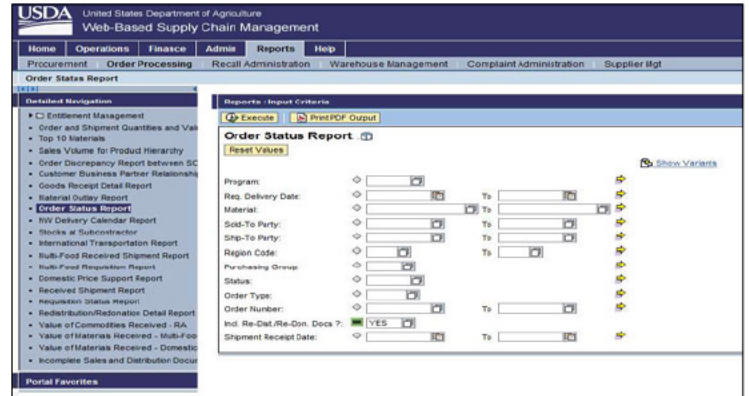 USDA United States Department of Agriculture
Web-Based Supply Chain Management
Home Operations Finance Admin Reports Help
Procurement Order Processing Recall Administration Warehouse Management Complaint Administration Supplier Mgt
Order Status Report
Detailed Navigation
Entitlement Management
Order and Shipment Quantities and Val
Top 10 Materials
Sales Volume for Product Hierarchy
Order Discrepancy Report between SC
Customer Business Partner Relationshi
Goods Receipt Detail Report
Material Outlay Report
Order Status Report
NW Delivery Calendar Report
Stocks at Subcontractor
International Transportation Report
Multi-Food Received Shipment Report
Multi-Food Requisition Report
Domestic Price Support Report
Received Shipment Report
Requisition Status Report
Redistribution/Redonation Detail Report
Value of Commodities Received - RA
Value of Materials Received - Multi-Foo
Value of Materials Received - Domestic
Incomplete Sales and Distribution Docur
Portal Favorites
Reports : Input Criteria
Execute Print PDF Output
Order Status Report
Reset Values
Show Variants
Program:
Req. Delivery Date: To
Material: To
Sold-To Party: To
Ship-To Party: To
Region Code: To
Purchasing Group:
Status:
Order Type:
Order Number: To
Incl. Re-Dist./Re-Don. Docs ?: YES
Shipment Receipt Date: To